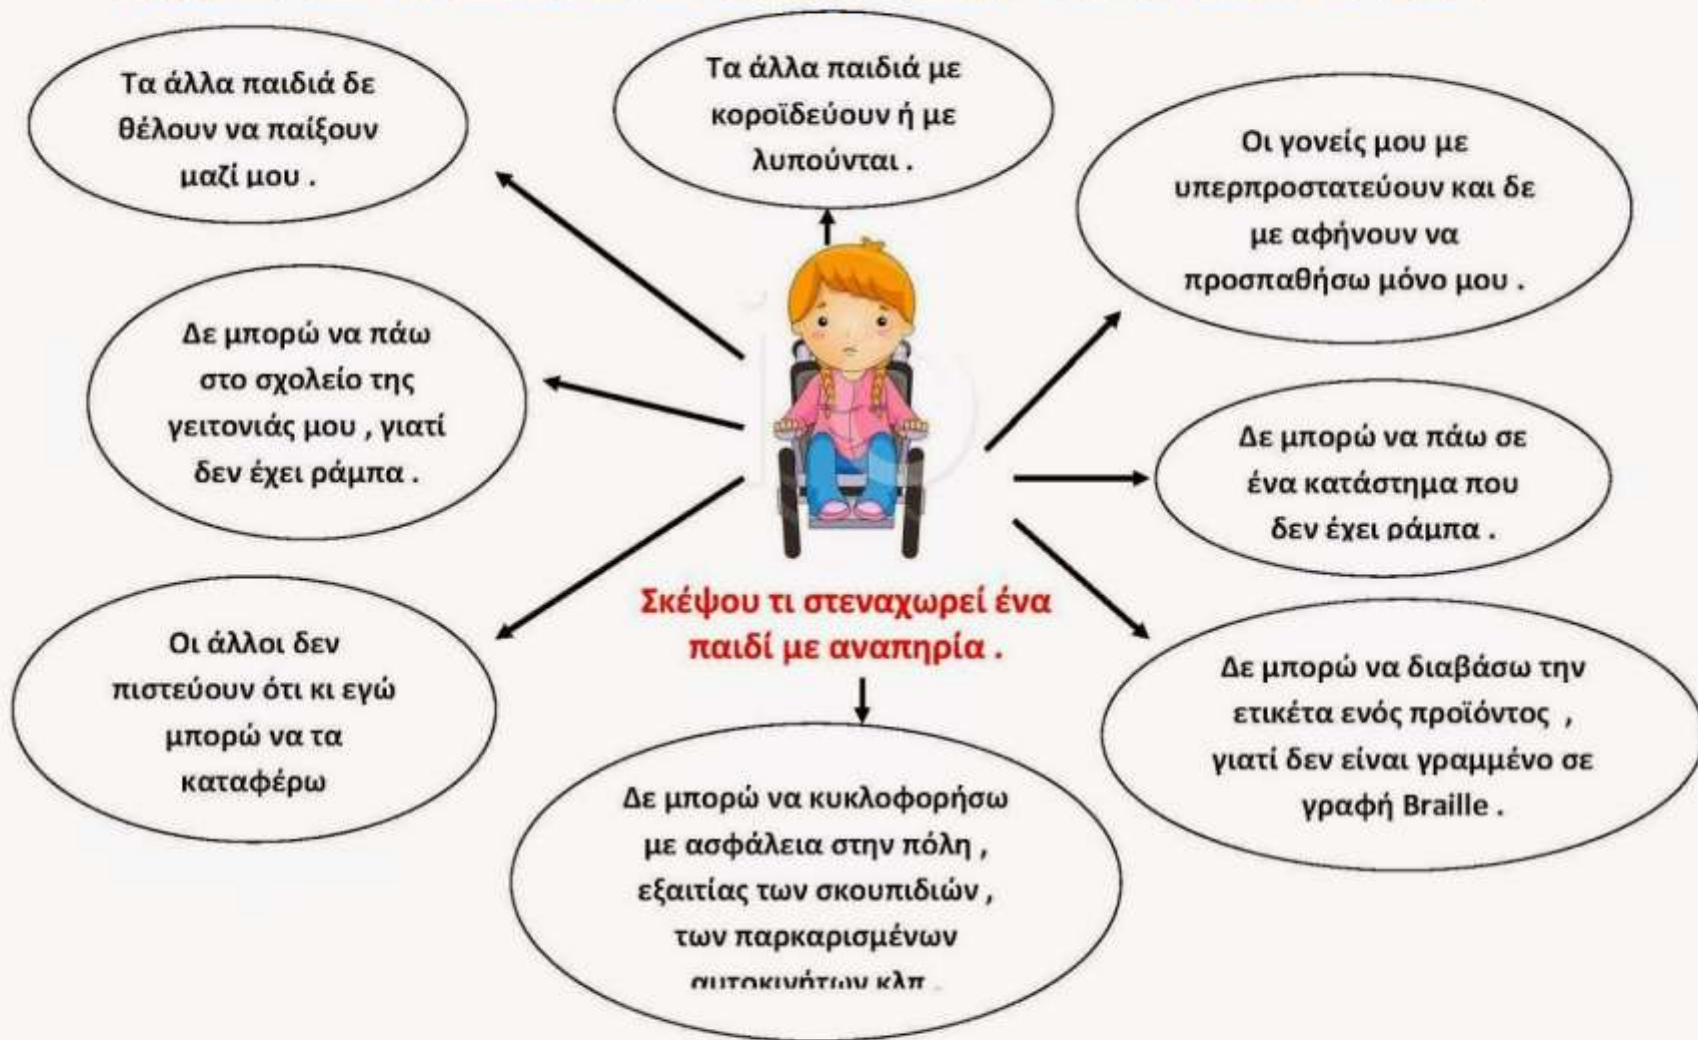 Τα άλλα παιδιά δε
θέλουν να παίξουν
μαζί μου .
Τα άλλα παιδιά με
κοροϊδεύουν ή με
λυπούνται .
Οι γονείς μου με
υπερπροστατεύουν και δε
με αφήνουν να
προσπαθήσω μόνο μου .
Δε μπορώ να πάω
στο σχολείο της
γειτονιάς μου , γιατί
δεν έχει ράμπα .
Δε μπορώ να πάω σε
ένα κατάστημα που
δεν έχει ράμπα .
Σκέψου τι στεναχωρεί ένα
παιδί με αναπηρία .
Οι άλλοι δεν
πιστεύουν ότι κι εγώ
μπορώ να τα
καταφέρω
Δε μπορώ να διαβάσω την
ετικέτα ενός προϊόντος ,
γιατί δεν είναι γραμμένο σε
γραφή Braille .
Δε μπορώ να κυκλοφορήσω
με ασφάλεια στην πόλη ,
εξαιτίας των σκουπιδιών ,
των παρκαρισμένων
αυτοκινήτων κλπ .